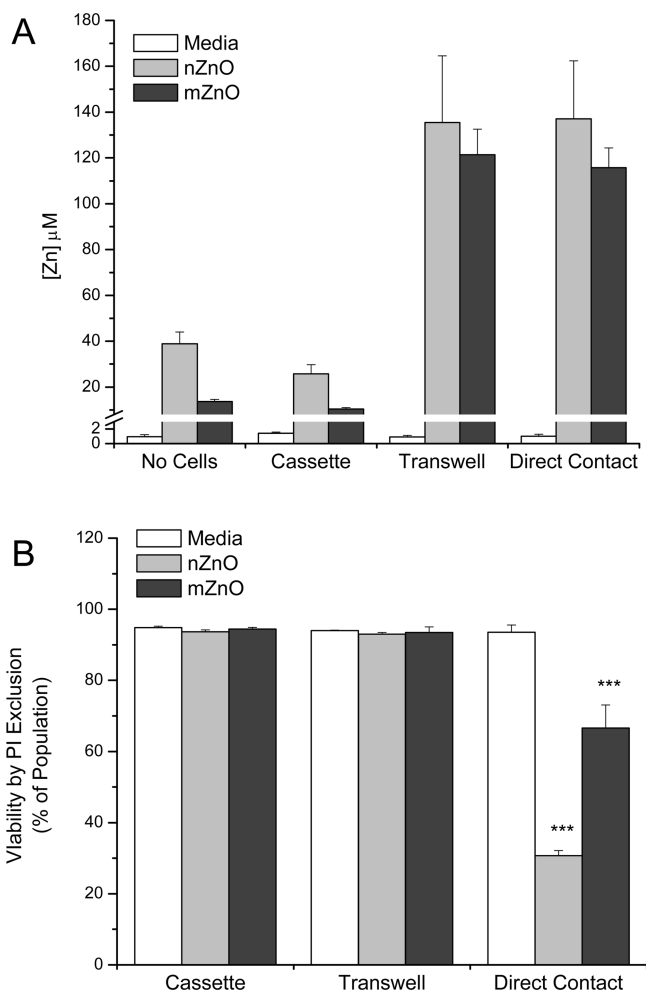 A
180
160
140
120
100
80
60
40
20
2
0
[Zn] µM
Media
nZnO
mZnO
No Cells
Cassette
Transwell
Direct Contact
B
120
100
80
60
40
20
0
VIability by PI Exclusion
(% of Population)
Media
nZnO
mZnO
***
***
Cassette
Transwell
Direct Contact